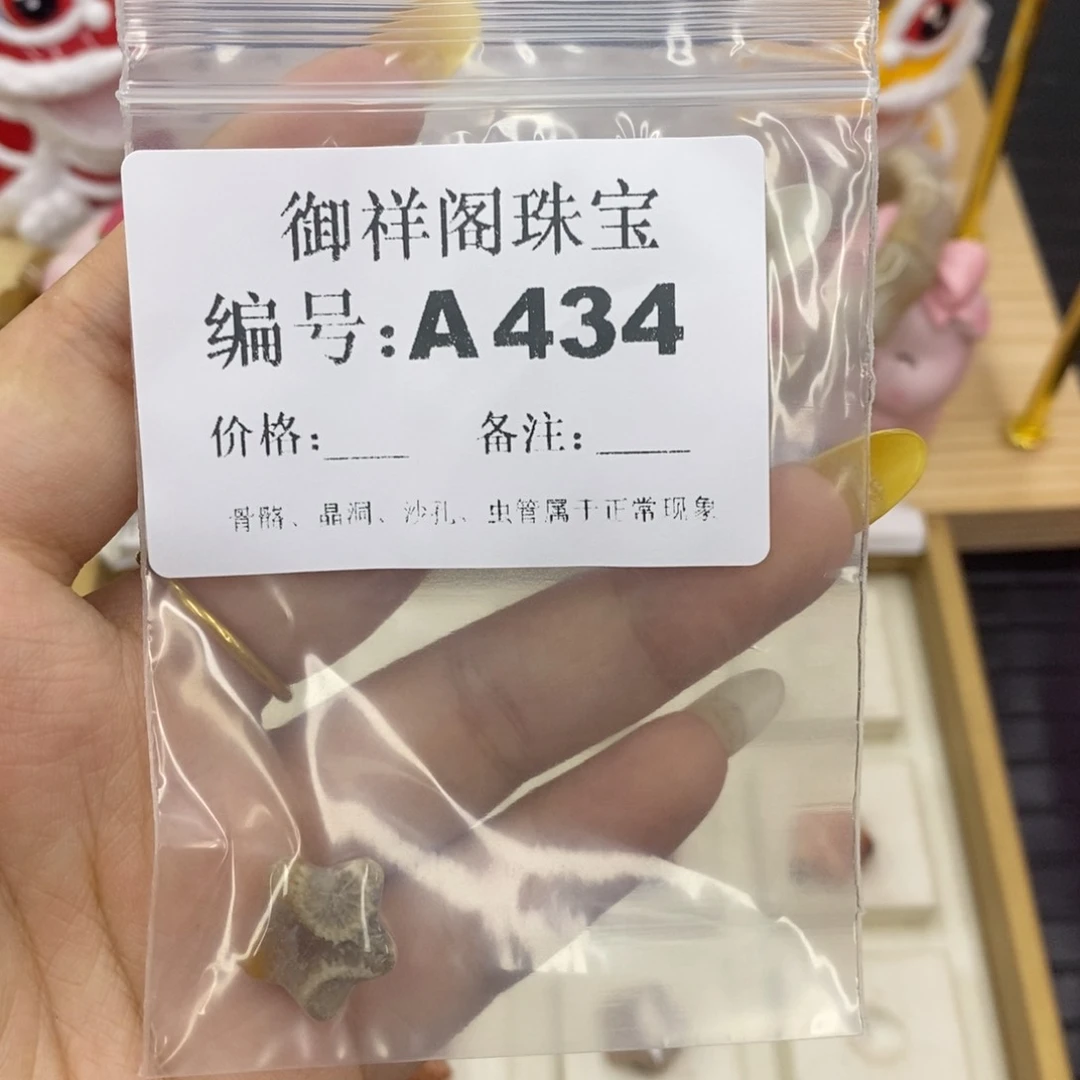 御祥阁珠宝
编号:A434
价格:____ 备注:____
骨骼、晶洞、沙孔、虫管属于正常现象